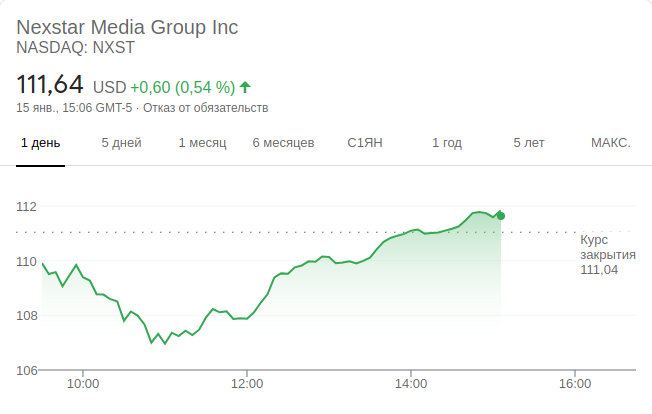 Nexstar Media Group Inc
NASDAQ: NXST
111,64 USD +0,60 (0,54 %)
15 янв., 15:06 GMT-5 · Отказ от обязательств
1 день 5 дней 1 месяц 6 месяцев С1ЯН 1 год 5 лет МАКС.
112
110
108
106
Курс
закрытия
111,04
10:00 12:00 14:00 16:00